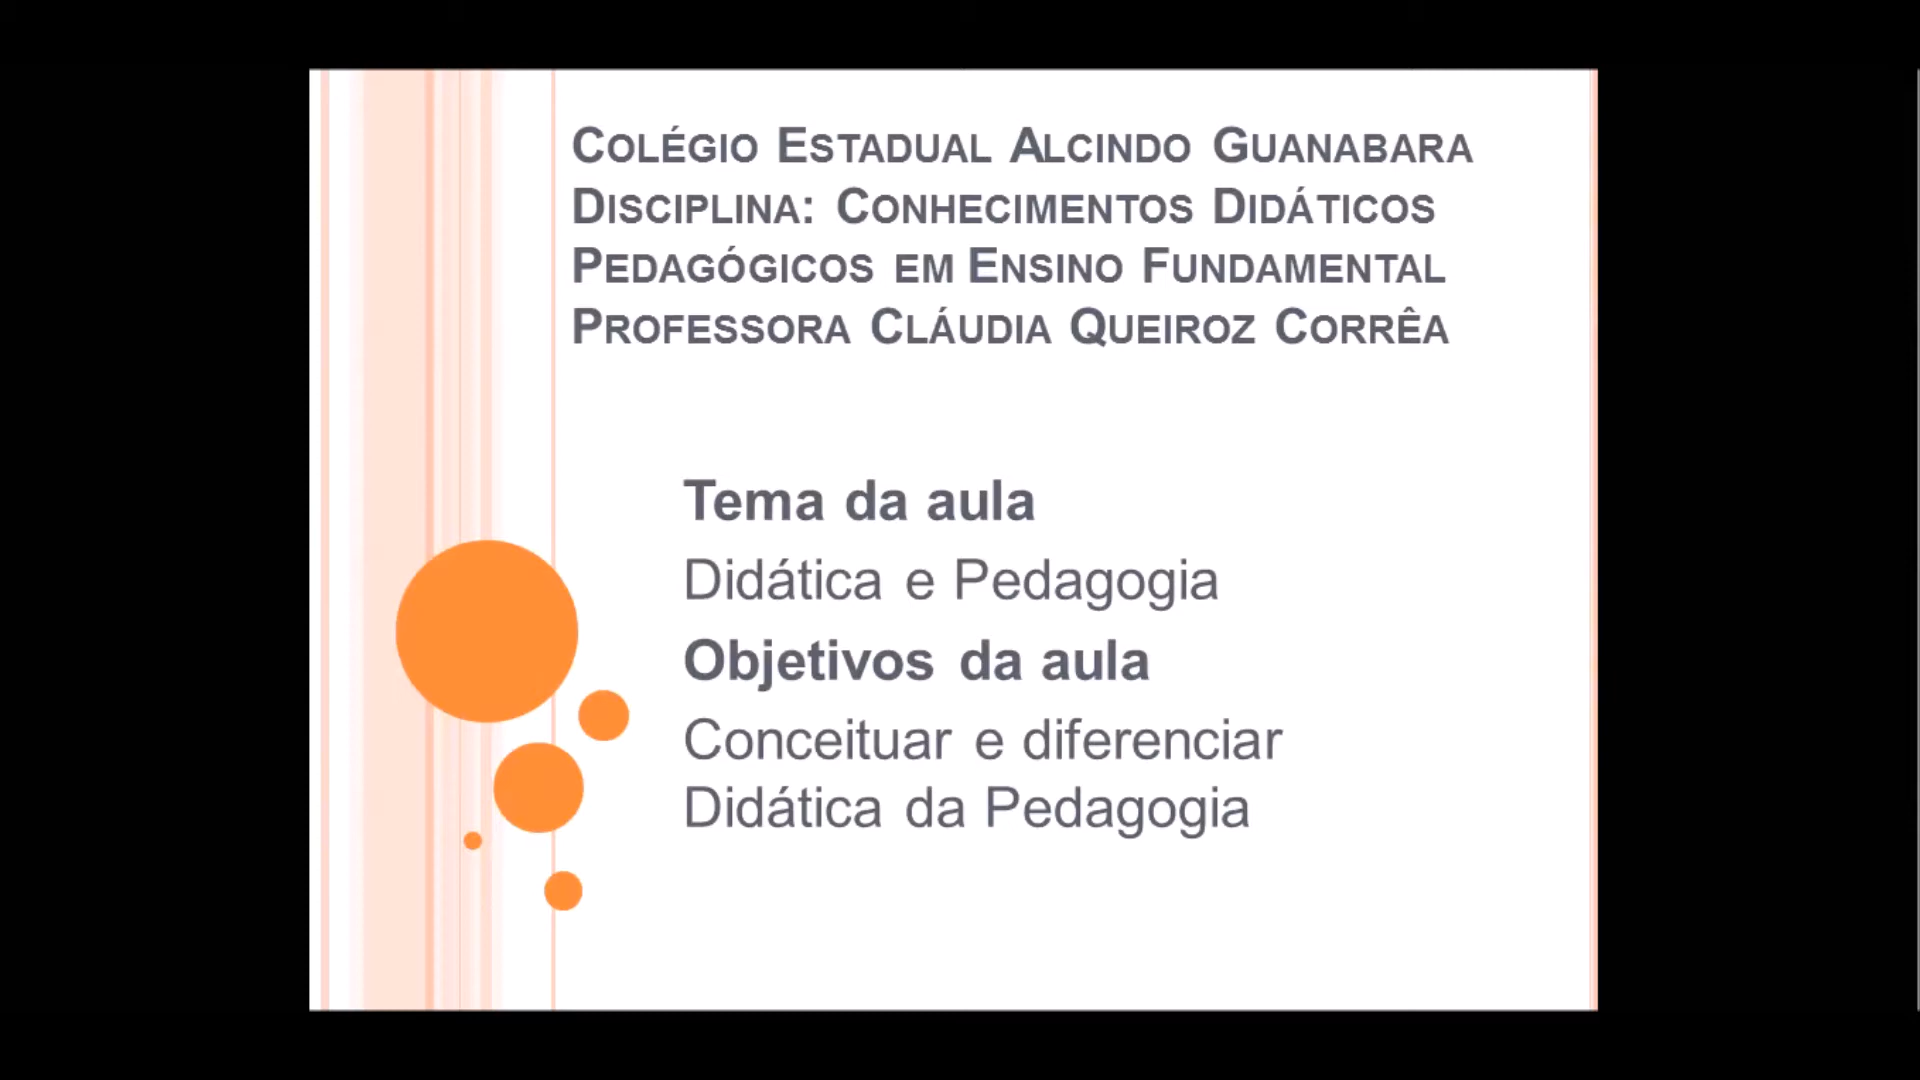 COLÉGIO ESTADUAL ALCINDO GUANABARA
DISCIPLINA: CONHECIMENTOS DIDÁTICOS
PEDAGÓGICOS EM ENSINO FUNDAMENTAL
PROFESSORA CLÁUDIA QUEIROZ CORRÊA
Tema da aula
Didática e Pedagogia
Objetivos da aula
Conceituar e diferenciar
Didática da Pedagogia